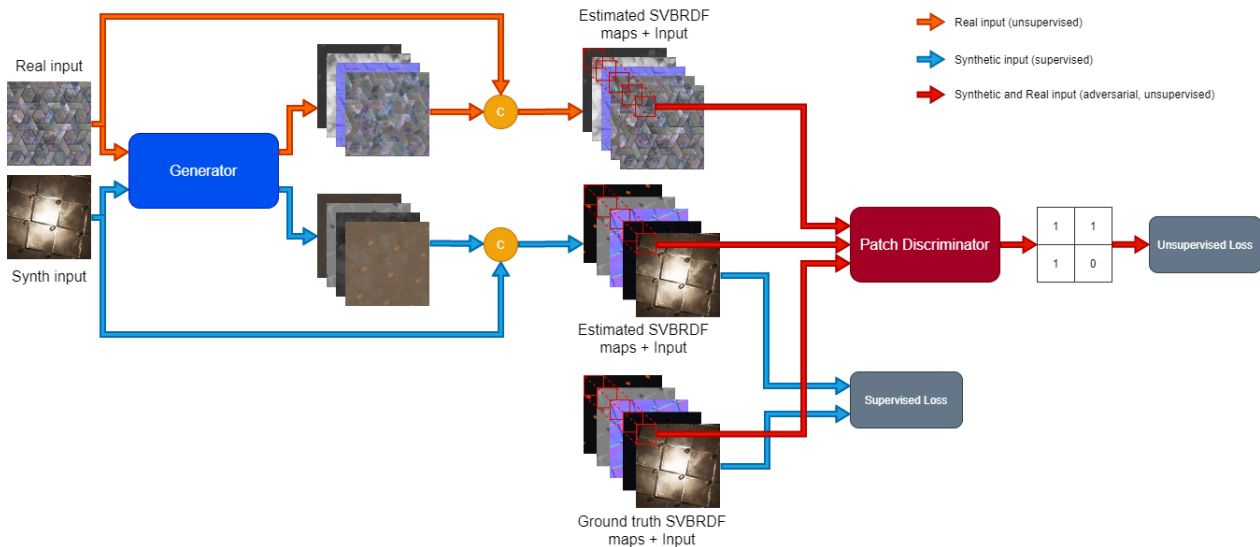 Estimated SVBRDF
maps + Input
Real input (unsupervised)
Real input
Synthetic input (supervised)
Synthetic and Real input (adversarial, unsupervised)
C
Generator
Synth input
C
Patch Discriminator
1 1
1 0
Unsupervised Loss
Estimated SVBRDF
maps + Input
Supervised Loss
Ground truth SVBRDF
maps + Input